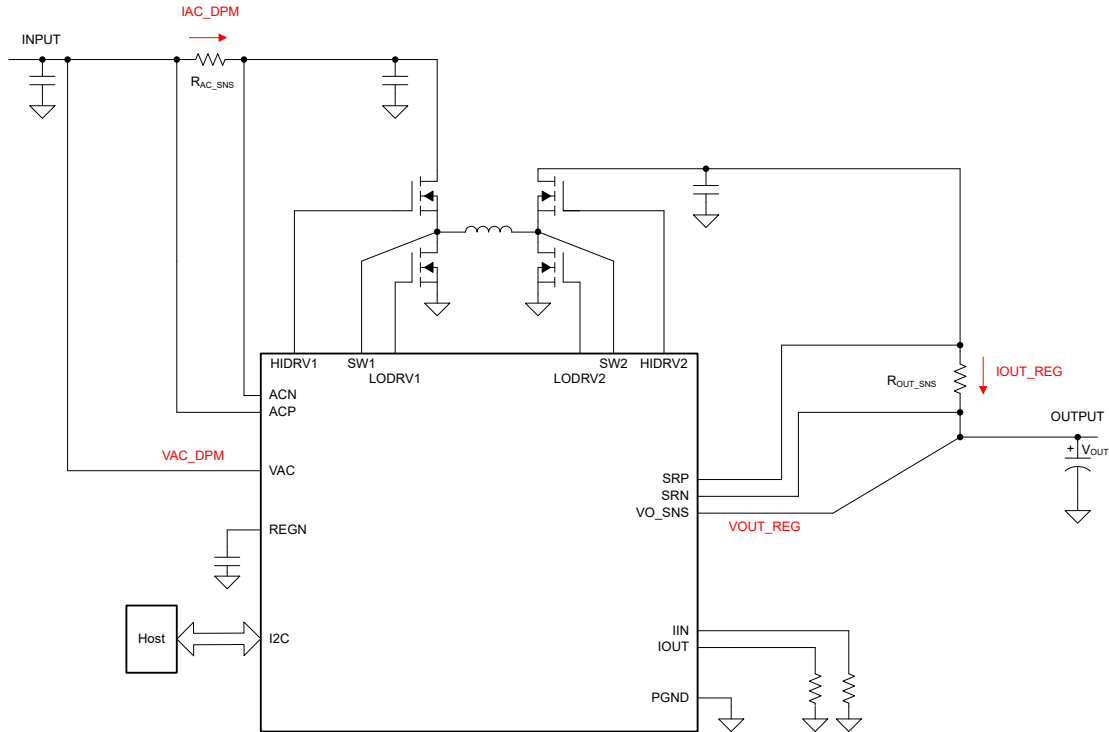 IAC_DPM
INPUT
RAC_SNS
HIDRV1
SW1
SW2
HIDRV2
LODRV1
LODRV2
ROUT_SNS
IOUT_REG
ACN
ACP
OUTPUT
+ VOUT
VAC_DPM
VAC
SRP
SRN
VO_SNS
VOUT_REG
REGN
Host
I2C
IIN
IOUT
PGND